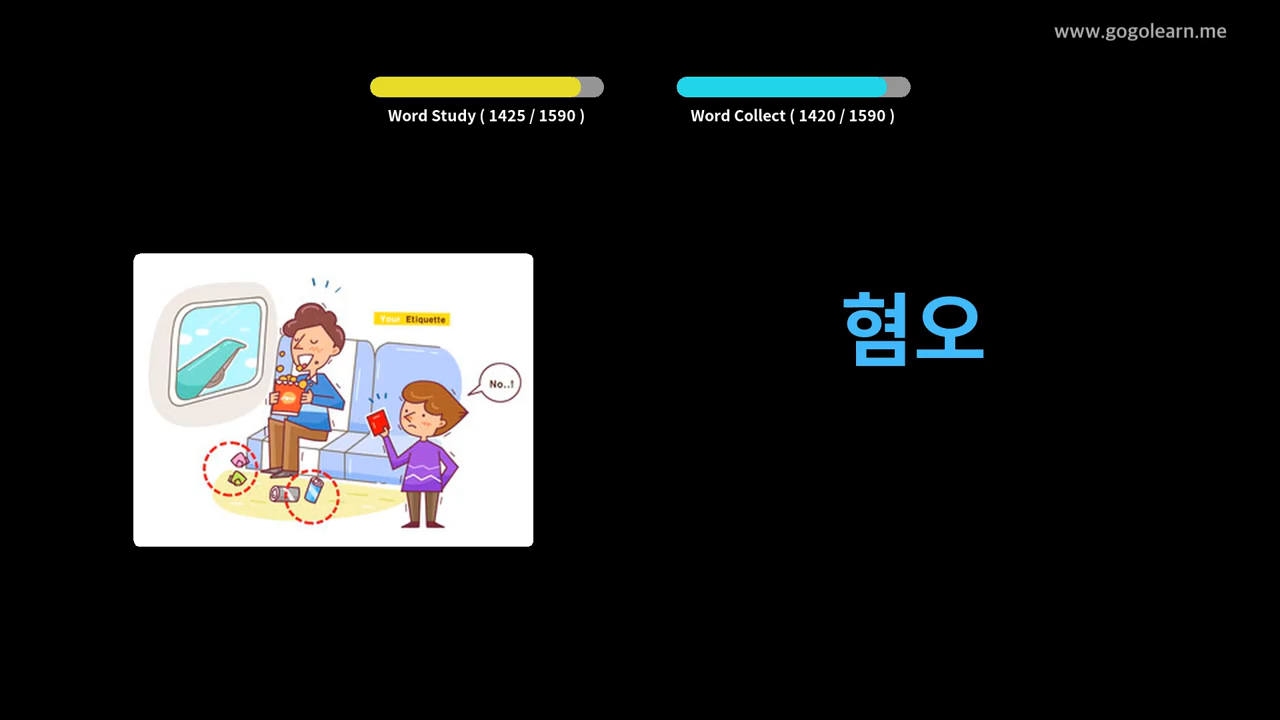 www.gogolearn.me
Word Study ( 1425 / 1590 )
Word Collect ( 1420 / 1590 )
Your Etiquette
No..!
혐오